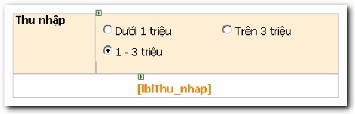 Thu nhập
Dưới 1 triệu Trên 3 triệu
1 - 3 triệu
[lblThu_nhap]